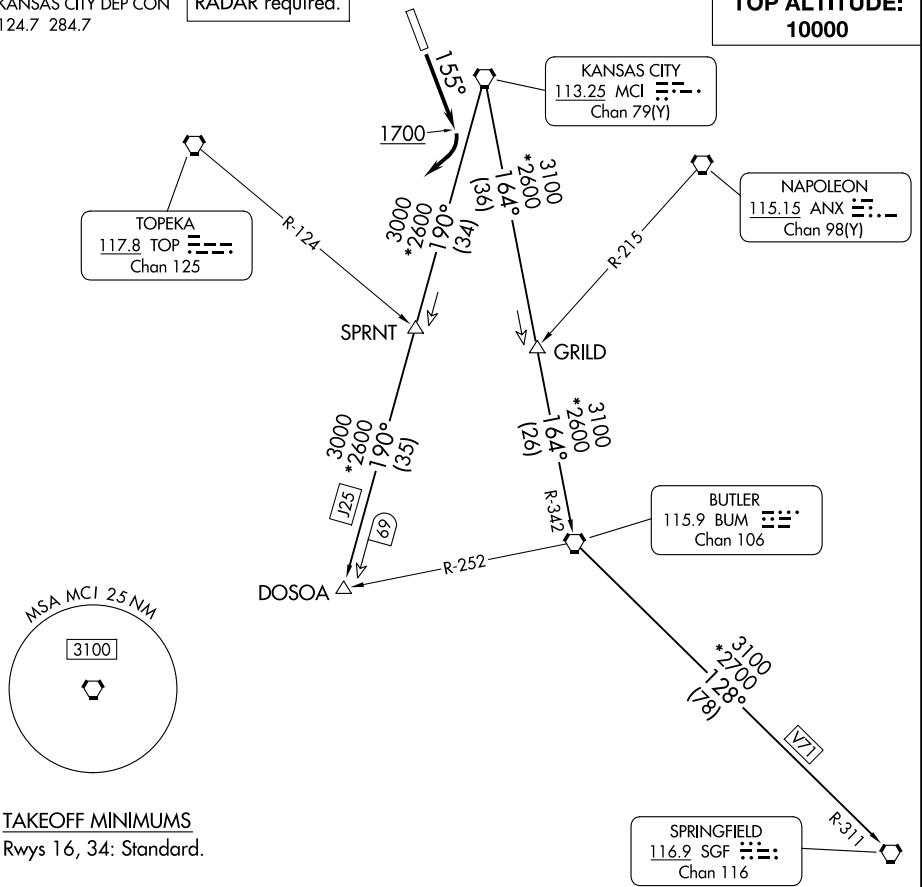 KANSAS CITY DEP CON
124.7 284.7
RADAR required.
TOP ALTITUDE:
10000
155°
KANSAS CITY
113.25 MCI
Chan 79(Y)
1700
TOPEKA
117.8 TOP
Chan 125
NAPOLEON
115.15 ANX
Chan 98(Y)
R-124
3000
*2600
190°
(34)
3100
*2600
164°
(36)
R-215
SPRNT
GRILD
3000
*2600
190°
(35)
3100
*2600
164°
(26)
J25
69
R-342
BUTLER
115.9 BUM
Chan 106
R-252
DOSOA
MSA MCI 25 NM
3100
3100
*2700
128°
(78)
V71
R-311
TAKEOFF MINIMUMS
Rwys 16, 34: Standard.
SPRINGFIELD
116.9 SGF
Chan 116